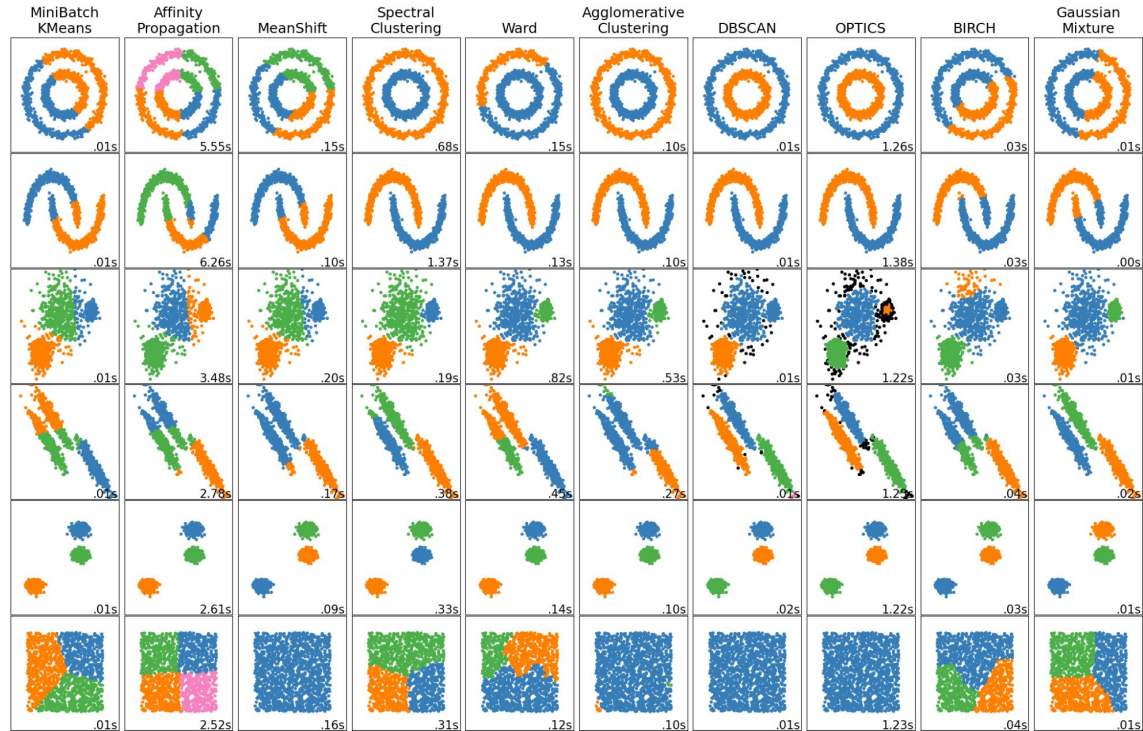 MiniBatch
KMeans
Affinity
Propagation
MeanShift
Spectral
Clustering
Ward
Agglomerative
Clustering
DBSCAN
OPTICS
BIRCH
Gaussian
Mixture
.01s
5.55s
.15s
.68s
.15s
.10s
.01s
1.26s
.03s
.01s
.01s
6.26s
.10s
1.37s
.13s
.10s
.01s
1.38s
.03s
.00s
.01s
3.48s
.20s
.19s
.82s
.53s
.01s
1.22s
.03s
.01s
.01s
2.78s
.17s
.38s
.45s
.27s
.01s
1.23s
.04s
.02s
.01s
2.61s
.09s
.33s
.14s
.10s
.02s
1.22s
.03s
.01s
.01s
2.52s
.16s
.31s
.12s
.10s
.01s
1.23s
.04s
.01s